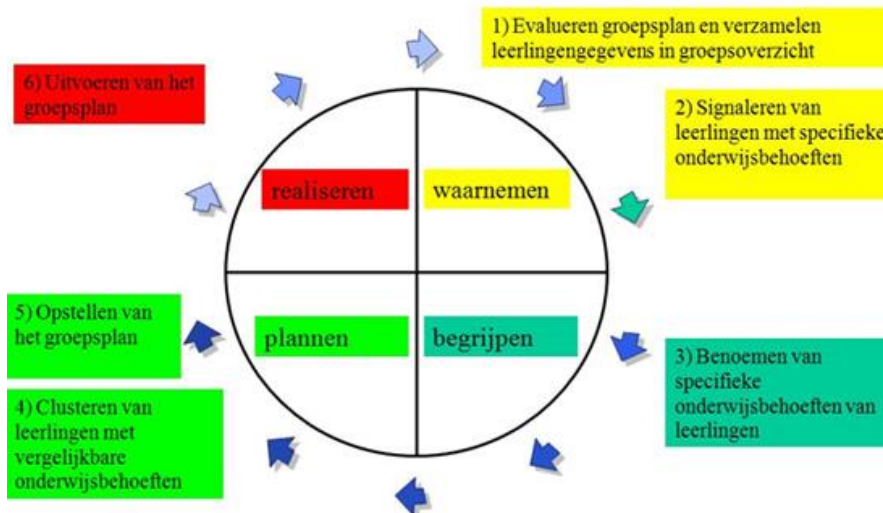 1) Evalueren groepsplan en verzamelen
leerlingengegevens in groepsoverzicht
2) Signaleren van
leerlingen met specifieke
onderwijsbehoeften
3) Benoemen van
specifieke
onderwijsbehoeften van
leerlingen
4) Clusteren van
leerlingen met
vergelijkbare
onderwijsbehoeften
5) Opstellen van
het groepsplan
6) Uitvoeren van het
groepsplan
realiseren
waarnemen
plannen
begrijpen